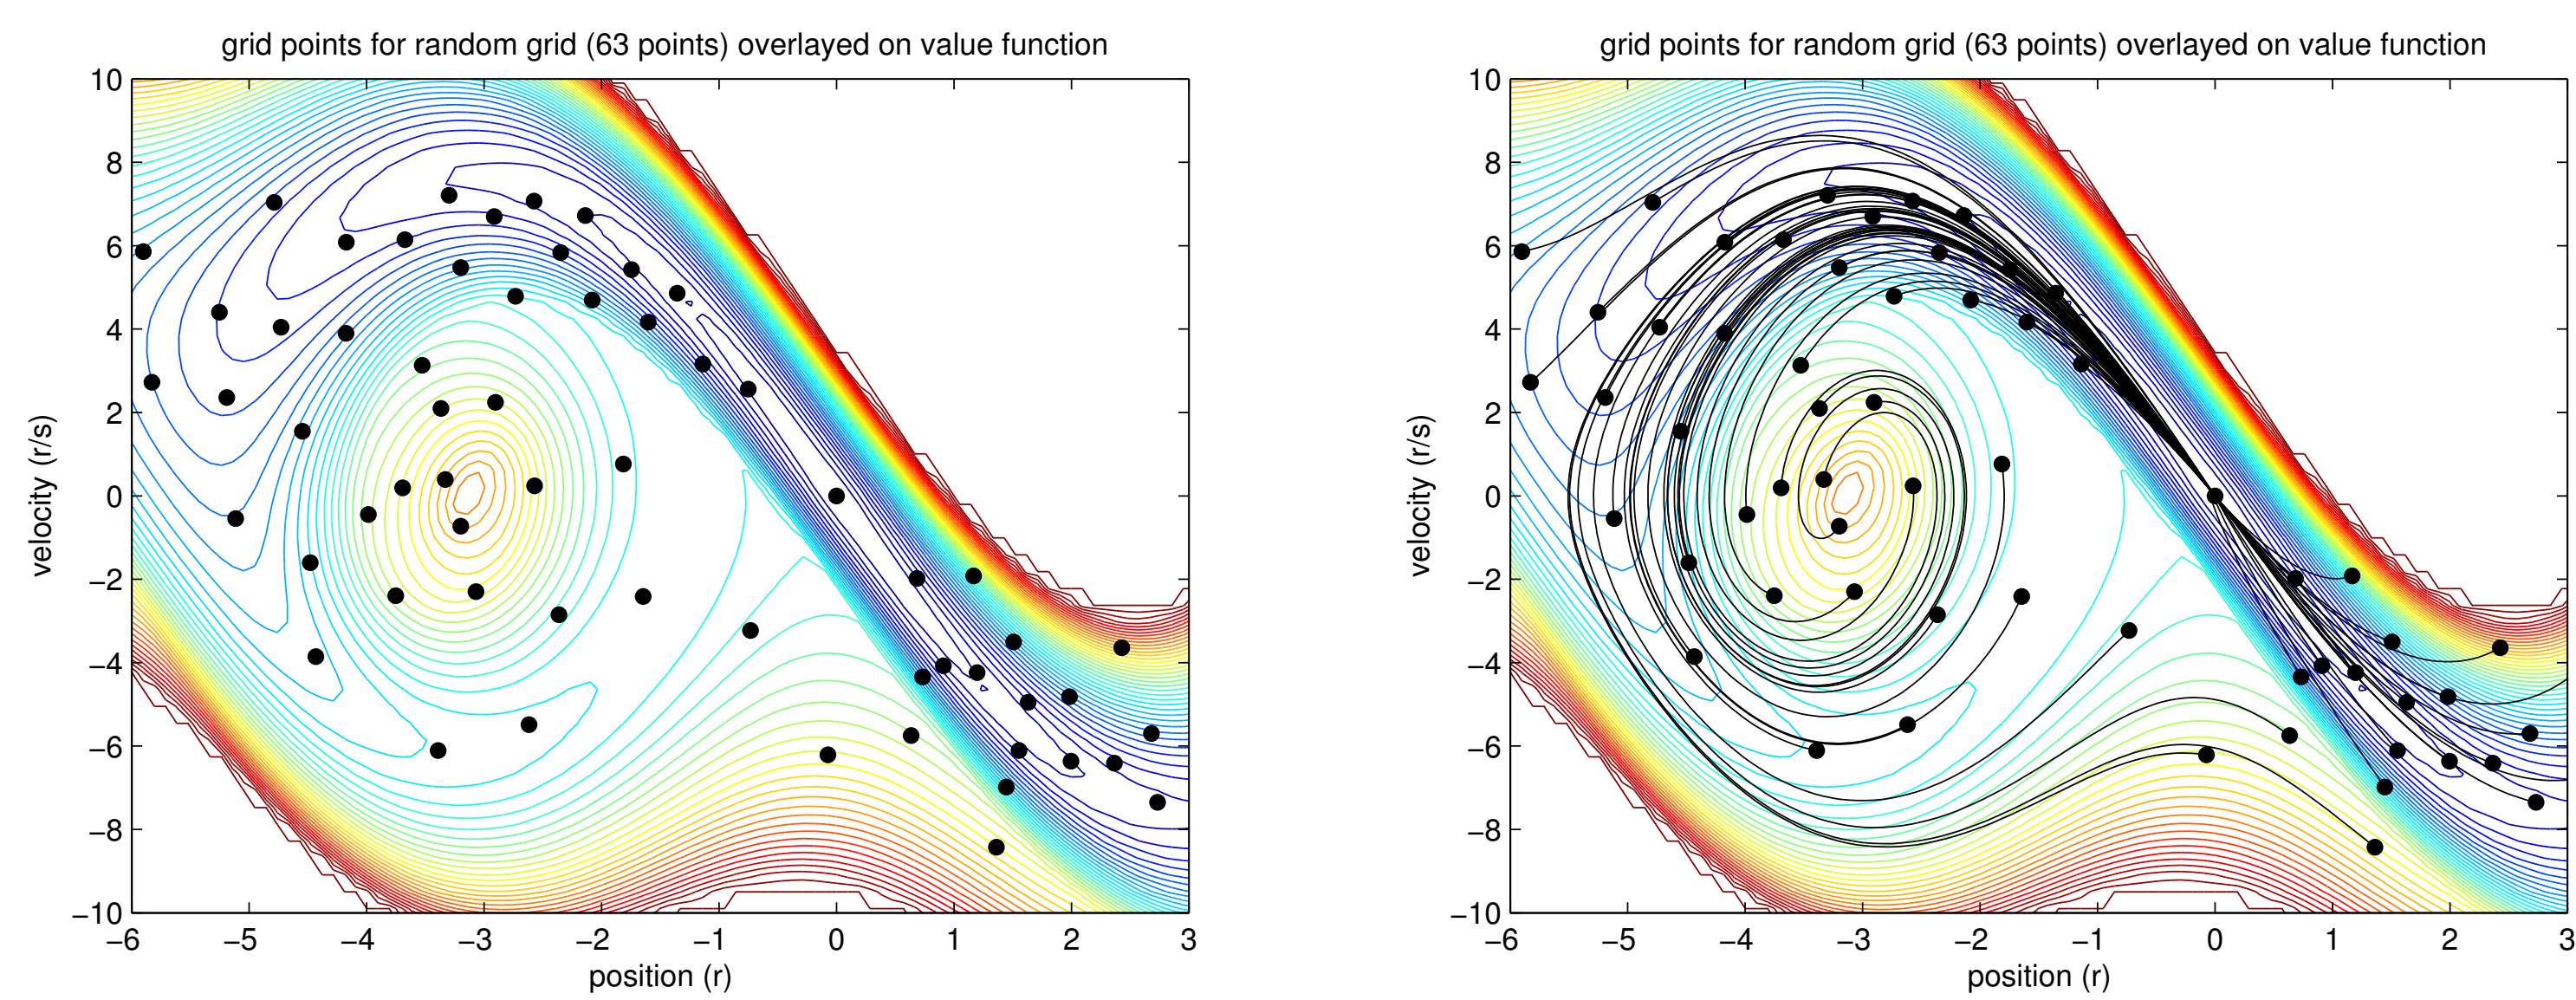 grid points for random grid (63 points) overlayed on value function
10
8
6
4
2
0
−2
−4
−6
−8
−10
velocity (r/s)
−6 −5 −4 −3 −2 −1 0 1 2 3
position (r)
grid points for random grid (63 points) overlayed on value function
10
8
6
4
2
0
−2
−4
−6
−8
−10
velocity (r/s)
−6 −5 −4 −3 −2 −1 0 1 2 3
position (r)